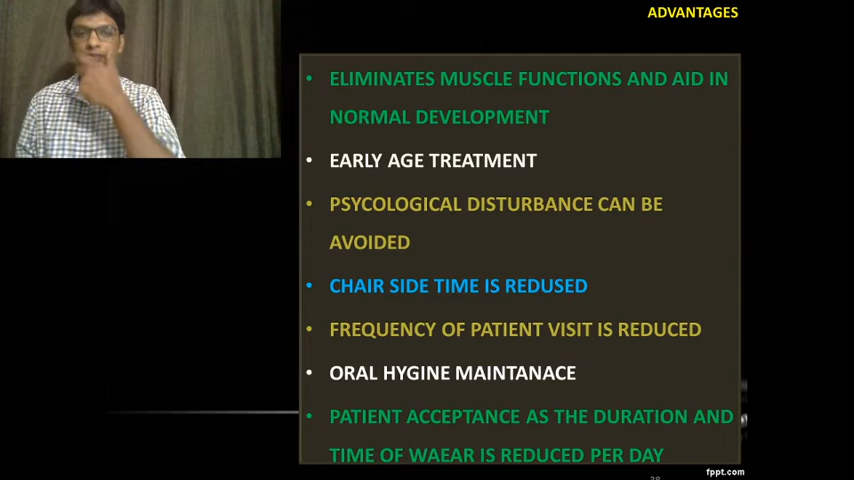 ADVANTAGES
• ELIMINATES MUSCLE FUNCTIONS AND AID IN
NORMAL DEVELOPMENT
• EARLY AGE TREATMENT
• PSYCOLOGICAL DISTURBANCE CAN BE
AVOIDED
• CHAIR SIDE TIME IS REDUSED
• FREQUENCY OF PATIENT VISIT IS REDUCED
• ORAL HYGINE MAINTANACE
• PATIENT ACCEPTANCE AS THE DURATION AND
TIME OF WAEAR IS REDUCED PER DAY
fppt.com